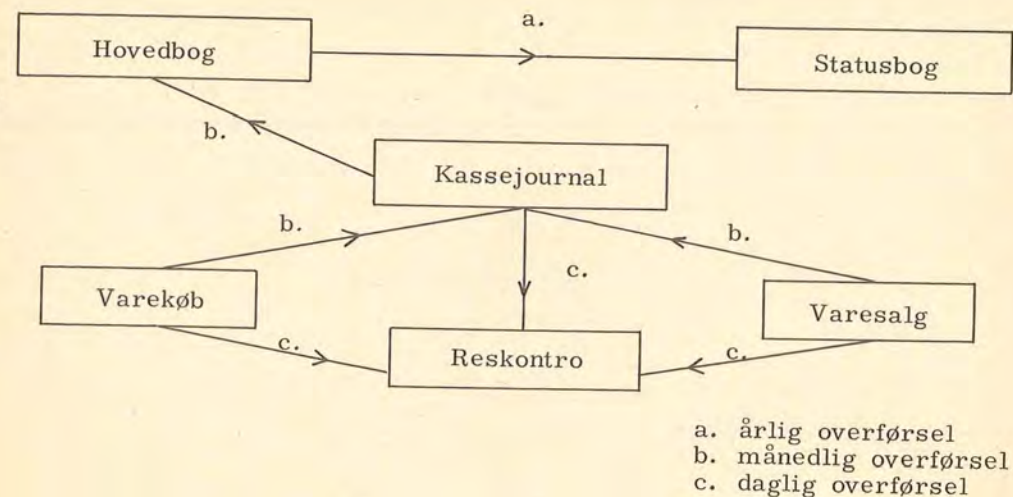 a.
Hovedbog
Statusbog
b.
Kassejournal
b.
b.
c.
Varekøb
Varesalg
c.
Reskontro
c.
a. årlig overførsel
b. månedlig overførsel
c. daglig overførsel